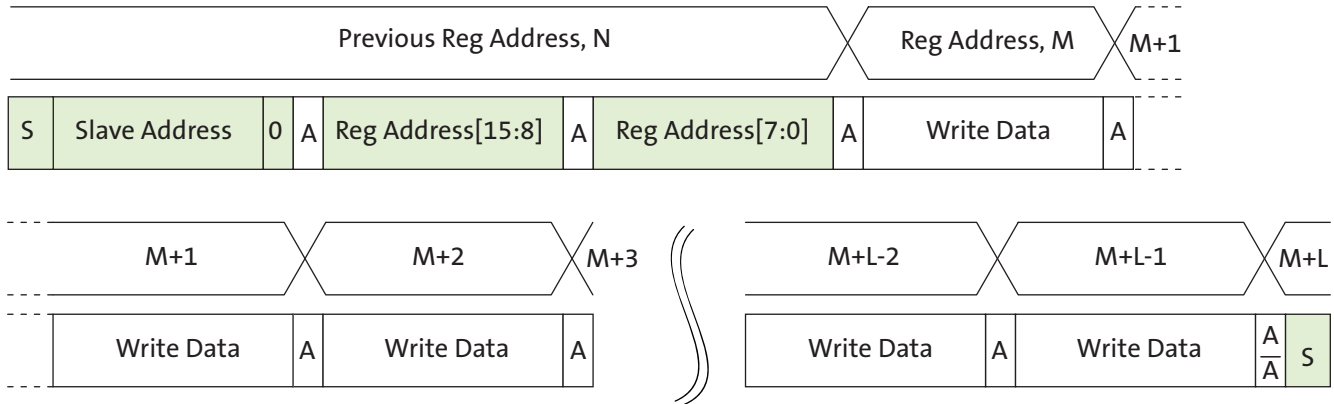 Previous Reg Address, N Reg Address, M M+1
S Slave Address 0 A Reg Address[15:8] A Reg Address[7:0] A Write Data A
M+1 M+2 M+3 M+L-2 M+L-1 M+L
Write Data A Write Data A Write Data A Write Data A/A̅ S